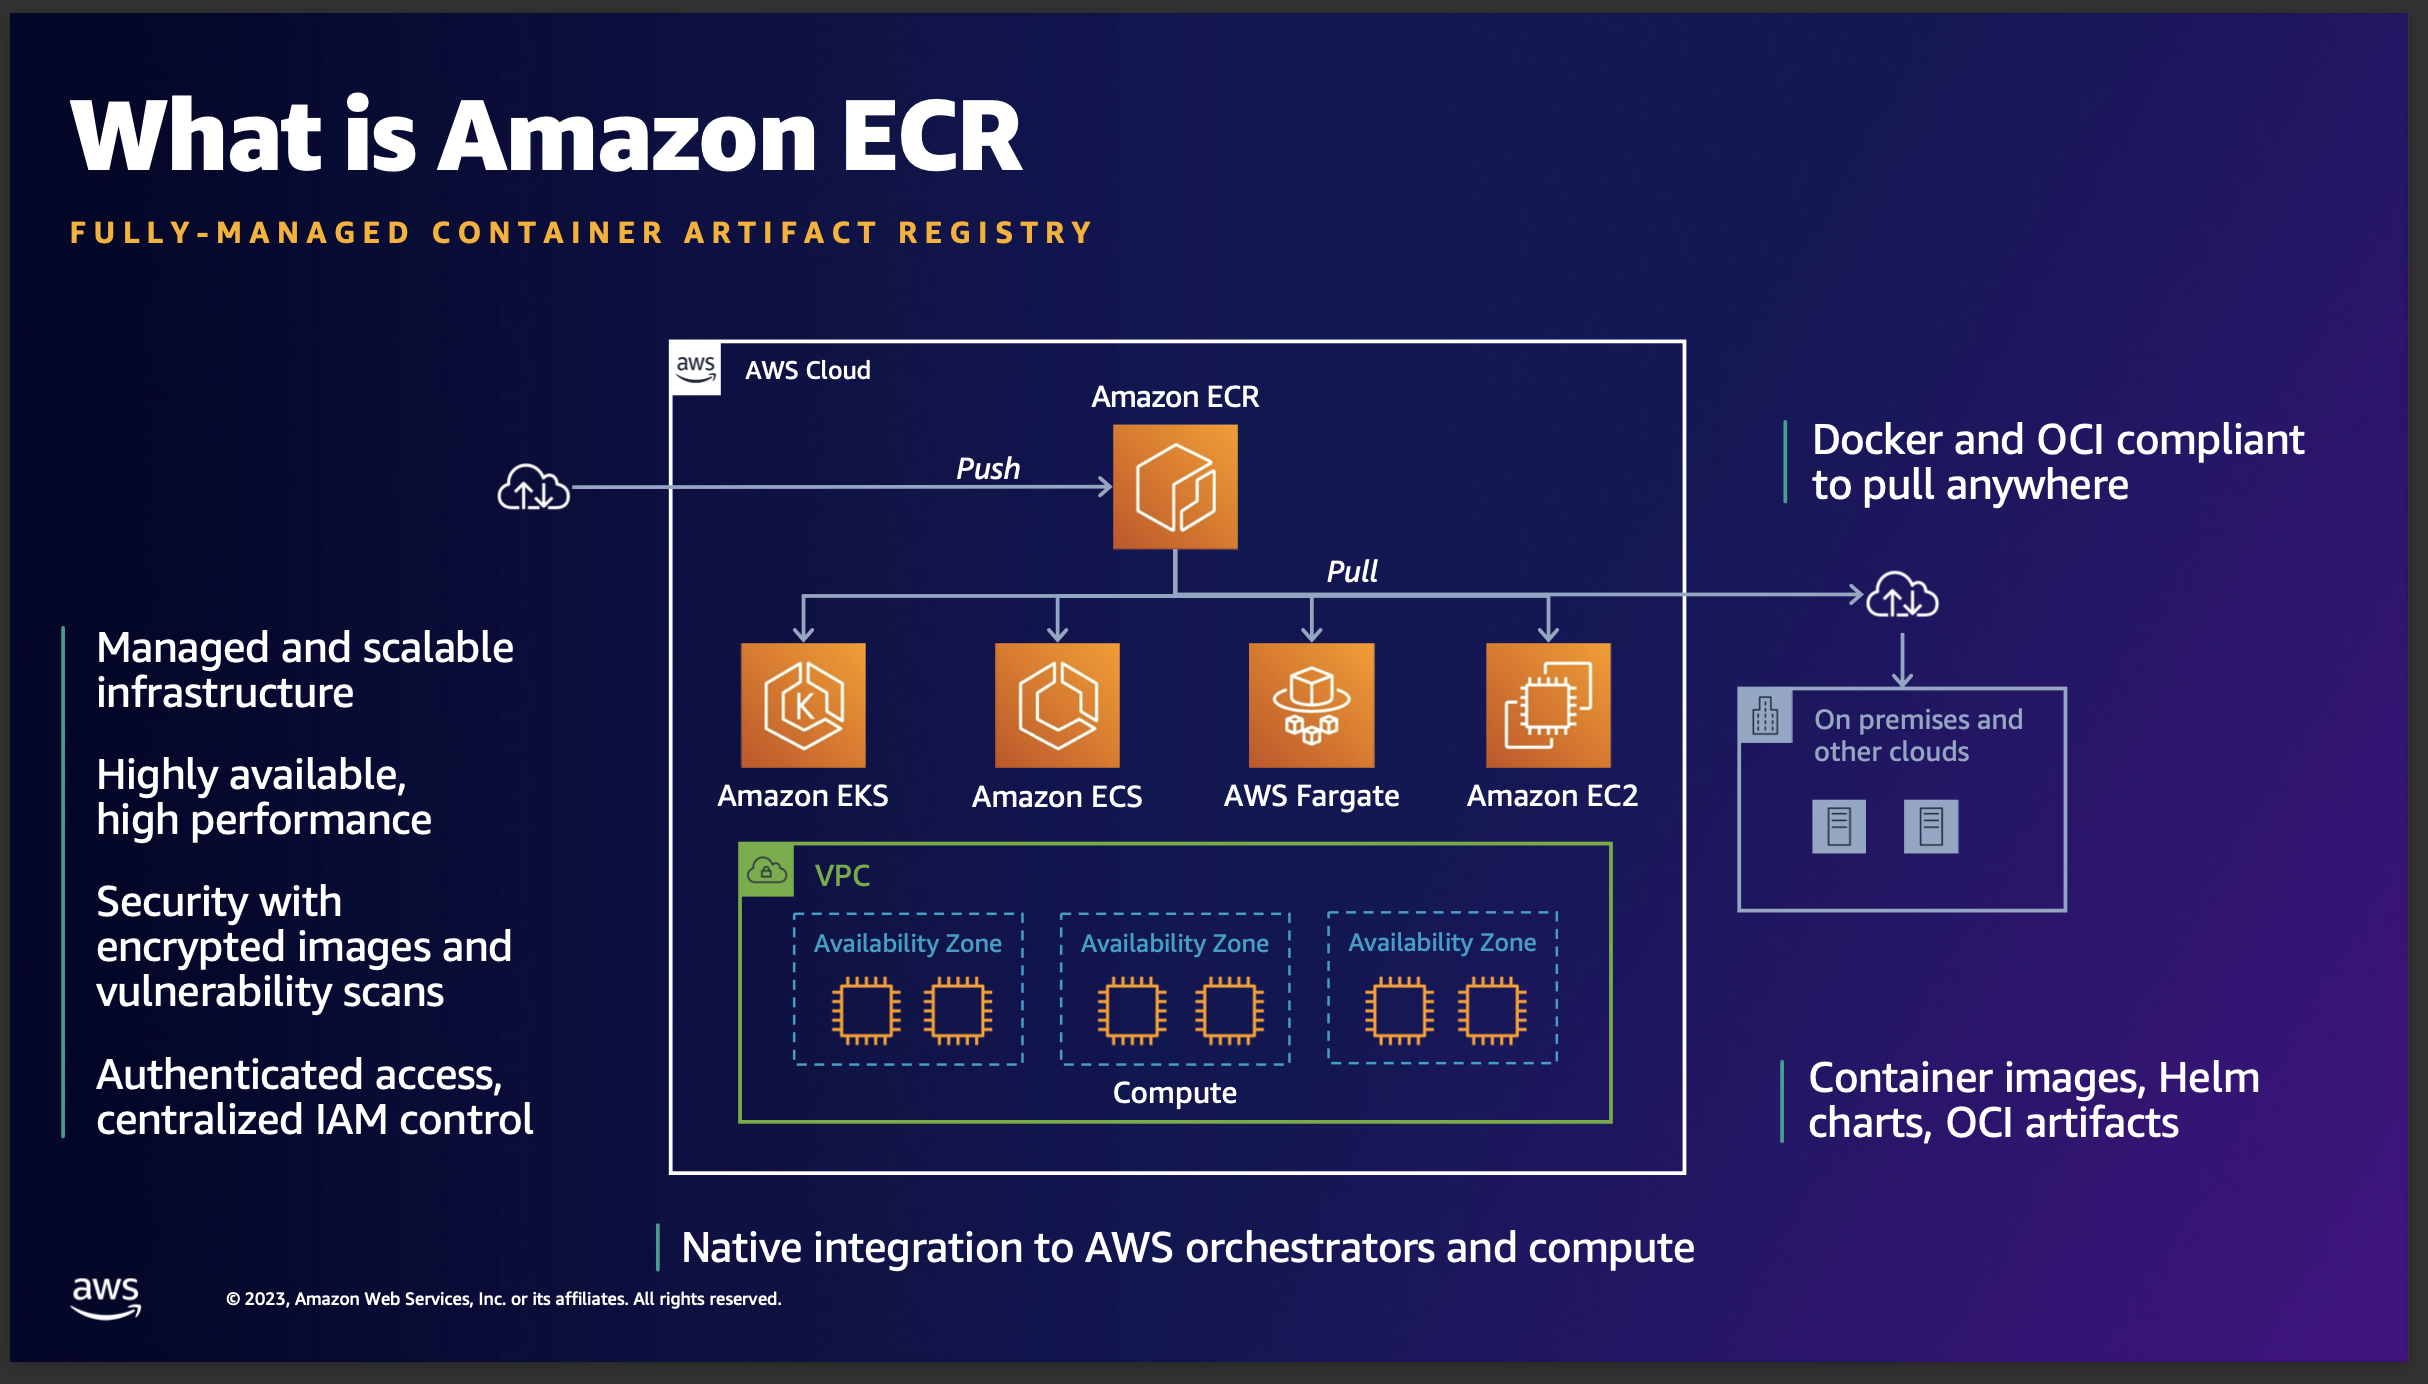 What is Amazon ECR
FULLY-MANAGED CONTAINER ARTIFACT REGISTRY
aws
AWS Cloud
Amazon ECR
Push
Pull
Amazon EKS
Amazon ECS
AWS Fargate
Amazon EC2
VPC
Availability Zone
Availability Zone
Availability Zone
Compute
Managed and scalable
infrastructure
Highly available,
high performance
Security with
encrypted images and
vulnerability scans
Authenticated access,
centralized IAM control
Docker and OCI compliant
to pull anywhere
On premises and
other clouds
Container images, Helm
charts, OCI artifacts
Native integration to AWS orchestrators and compute
aws
© 2023, Amazon Web Services, Inc. or its affiliates. All rights reserved.